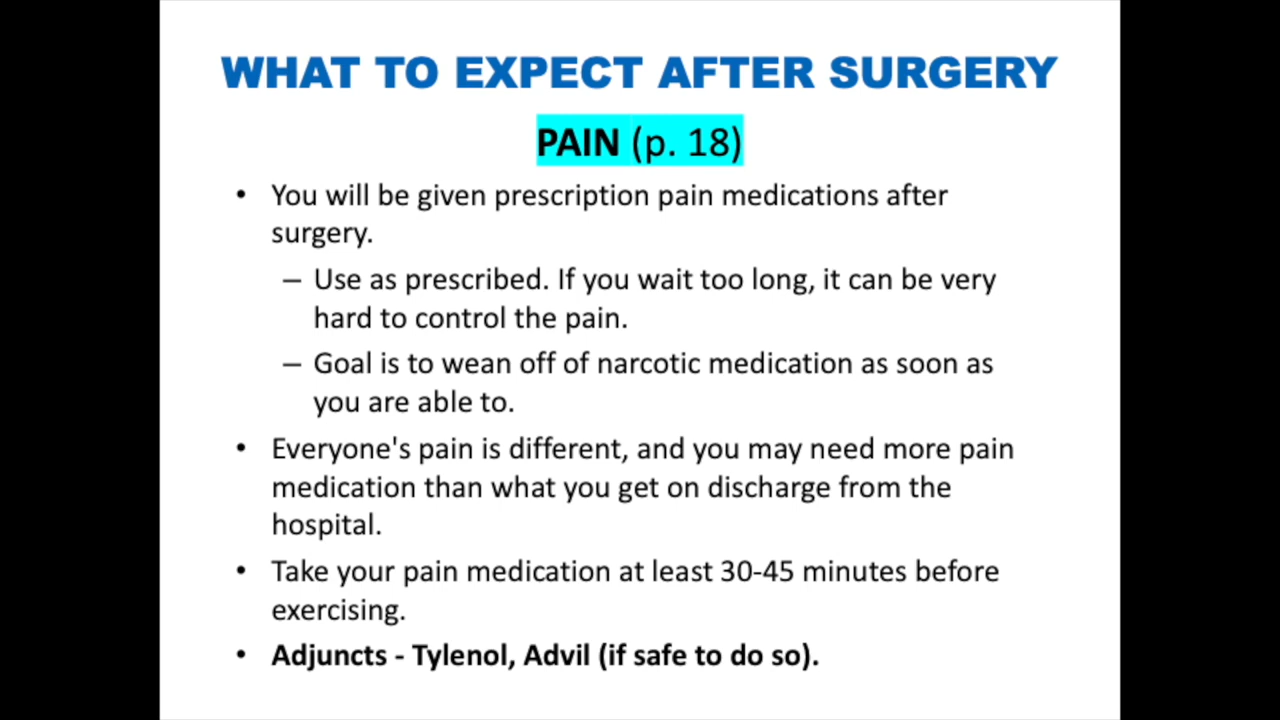 WHAT TO EXPECT AFTER SURGERY
PAIN (p. 18)
• You will be given prescription pain medications after
surgery.
– Use as prescribed. If you wait too long, it can be very
hard to control the pain.
– Goal is to wean off of narcotic medication as soon as
you are able to.
• Everyone's pain is different, and you may need more pain
medication than what you get on discharge from the
hospital.
• Take your pain medication at least 30-45 minutes before
exercising.
• Adjuncts - Tylenol, Advil (if safe to do so).